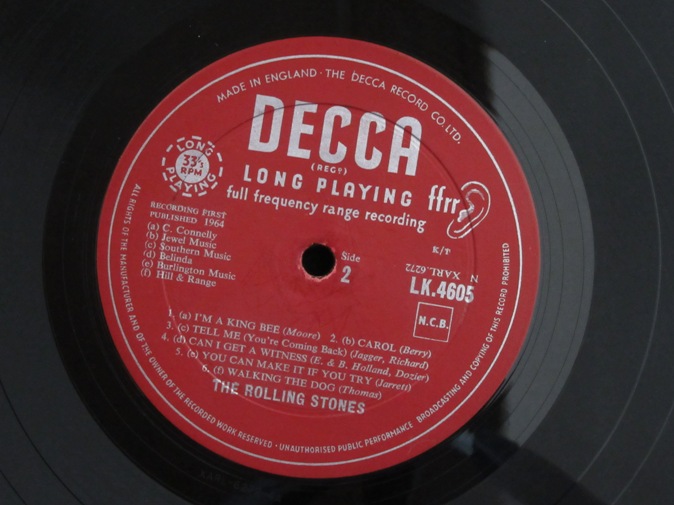 MADE IN ENGLAND · THE DECCA RECORD CO. LTD.
DECCA
(REGD)
LONG PLAYING
full frequency range recording
ffrr
LONG
33⅓
RPM
PLAYING
RECORDING FIRST
PUBLISHED 1964
(a) C. Connelly
(b) Jewel Music
(c) Southern Music
(d) Belinda
(e) Burlington Music
(f) Hill & Range
Side
2
K/J
N XARL.6272
LK.4605
N.C.B.
1. (a) I'M A KING BEE (Moore) 2. (b) CAROL (Berry)
3. (c) TELL ME (You're Coming Back) (Jagger, Richard)
4. (d) CAN I GET A WITNESS (E. & B. Holland, Dozier)
5. (e) YOU CAN MAKE IT IF YOU TRY (Jarrett)
6. (f) WALKING THE DOG (Thomas)
THE ROLLING STONES
ALL RIGHTS OF THE MANUFACTURER AND OF THE OWNER OF THE RECORDED WORK RESERVED · UNAUTHORISED PUBLIC PERFORMANCE BROADCASTING AND COPYING OF THIS RECORD PROHIBITED